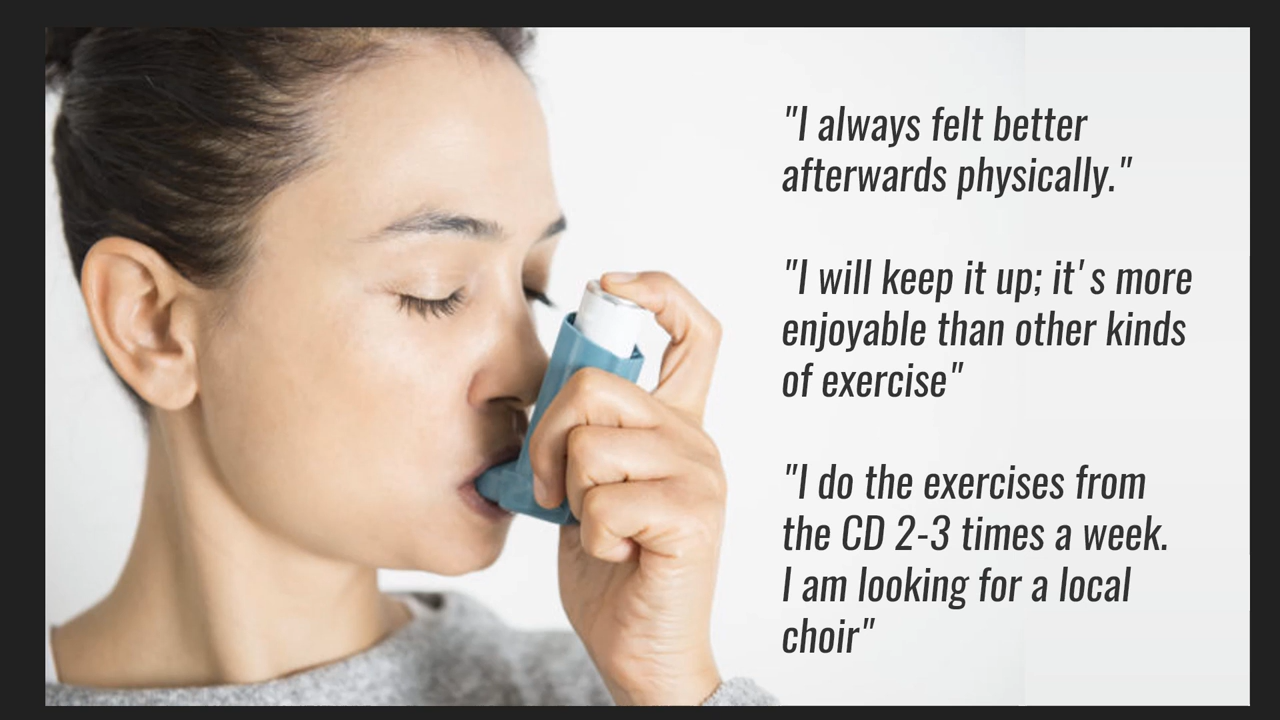 "I always felt better
afterwards physically."
"I will keep it up; it's more
enjoyable than other kinds
of exercise"
"I do the exercises from
the CD 2-3 times a week.
I am looking for a local
choir"